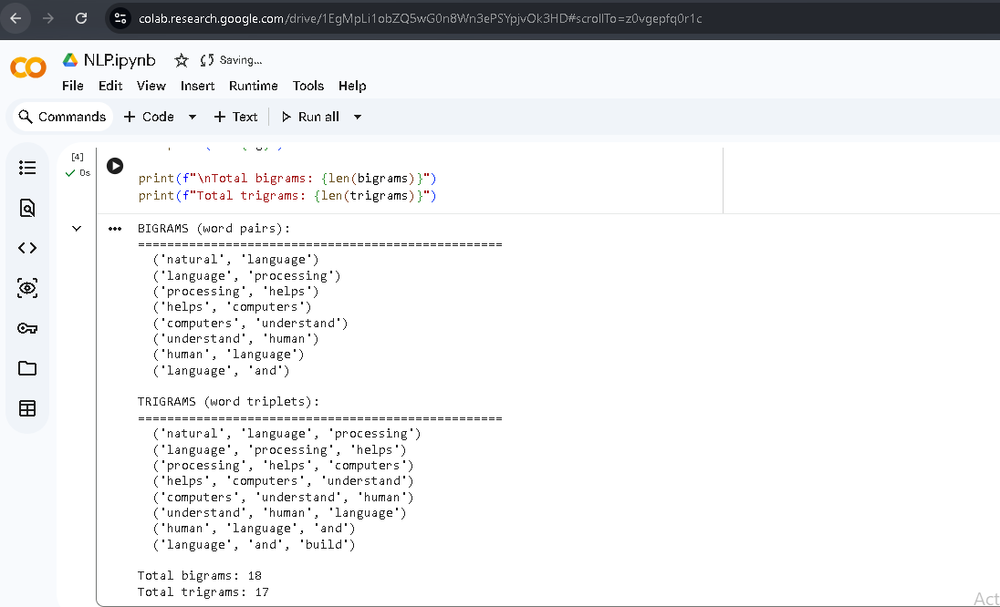 colab.research.google.com/drive/1EgMpLi1obZQ5wG0n8Wn3ePSYpjvOk3HD#scrollTo=z0vgepfq0r1c
NLP.ipynb Saving...
File Edit View Insert Runtime Tools Help
Commands + Code + Text Run all
[4]
0s
print(f"\nTotal bigrams: {len(bigrams)}")
print(f"Total trigrams: {len(trigrams)}")
BIGRAMS (word pairs):
==================================================
('natural', 'language')
('language', 'processing')
('processing', 'helps')
('helps', 'computers')
('computers', 'understand')
('understand', 'human')
('human', 'language')
('language', 'and')
TRIGRAMS (word triplets):
==================================================
('natural', 'language', 'processing')
('language', 'processing', 'helps')
('processing', 'helps', 'computers')
('helps', 'computers', 'understand')
('computers', 'understand', 'human')
('understand', 'human', 'language')
('human', 'language', 'and')
('language', 'and', 'build')
Total bigrams: 18
Total trigrams: 17
Act